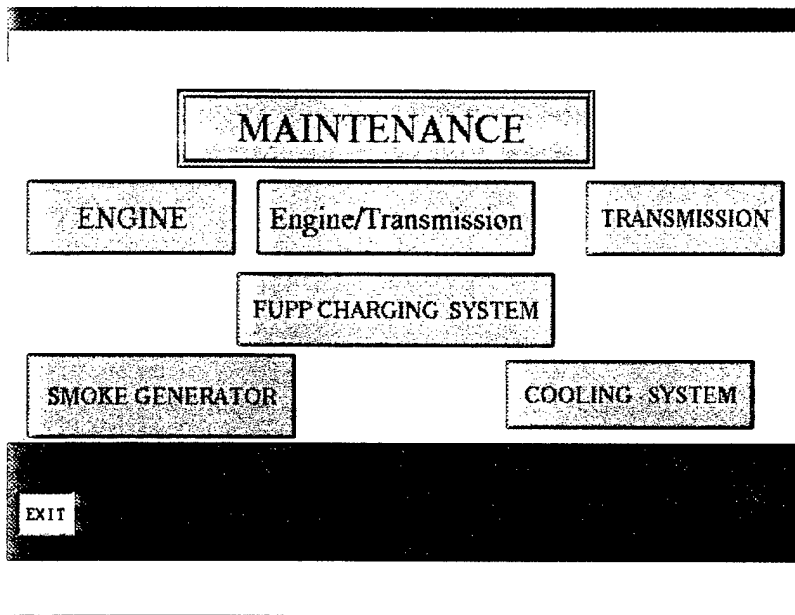 MAINTENANCE
ENGINE
Engine/Transmission
TRANSMISSION
FUPP CHARGING SYSTEM
SMOKE GENERATOR
COOLING SYSTEM
EXIT